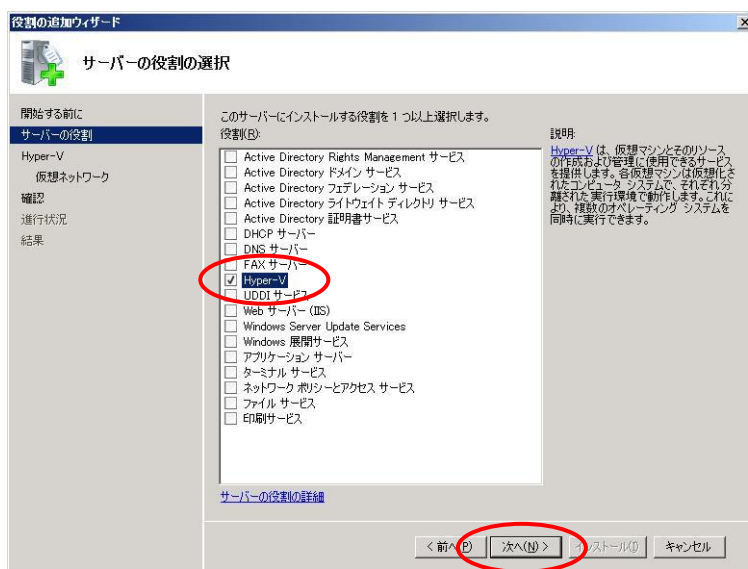 役割の追加ウィザード
サーバーの役割の選択
開始する前に
サーバーの役割
Hyper-V
仮想ネットワーク
確認
進行状況
結果
このサーバーにインストールする役割を 1 つ以上選択します。
役割(R):
Active Directory Rights Management サービス
Active Directory ドメイン サービス
Active Directory フェデレーション サービス
Active Directory ライトウェイト ディレクトリ サービス
Active Directory 証明書サービス
DHCP サーバー
DNS サーバー
FAX サーバー
Hyper-V
UDDI サービス
Web サーバー (IIS)
Windows Server Update Services
Windows 展開サービス
アプリケーション サーバー
ターミナル サービス
ネットワーク ポリシーとアクセス サービス
ファイル サービス
印刷サービス
サーバーの役割の詳細
説明:
Hyper-V は、仮想マシンとそのリソース
の作成および管理に使用できるサービス
を提供します。各仮想マシンは仮想化さ
れたコンピュータ システムで、それぞれ分
離された実行環境で動作します。これに
より、複数のオペレーティング システムを
同時に実行できます。
< 前へ(P)
次へ(N) >
インストール(I)
キャンセル